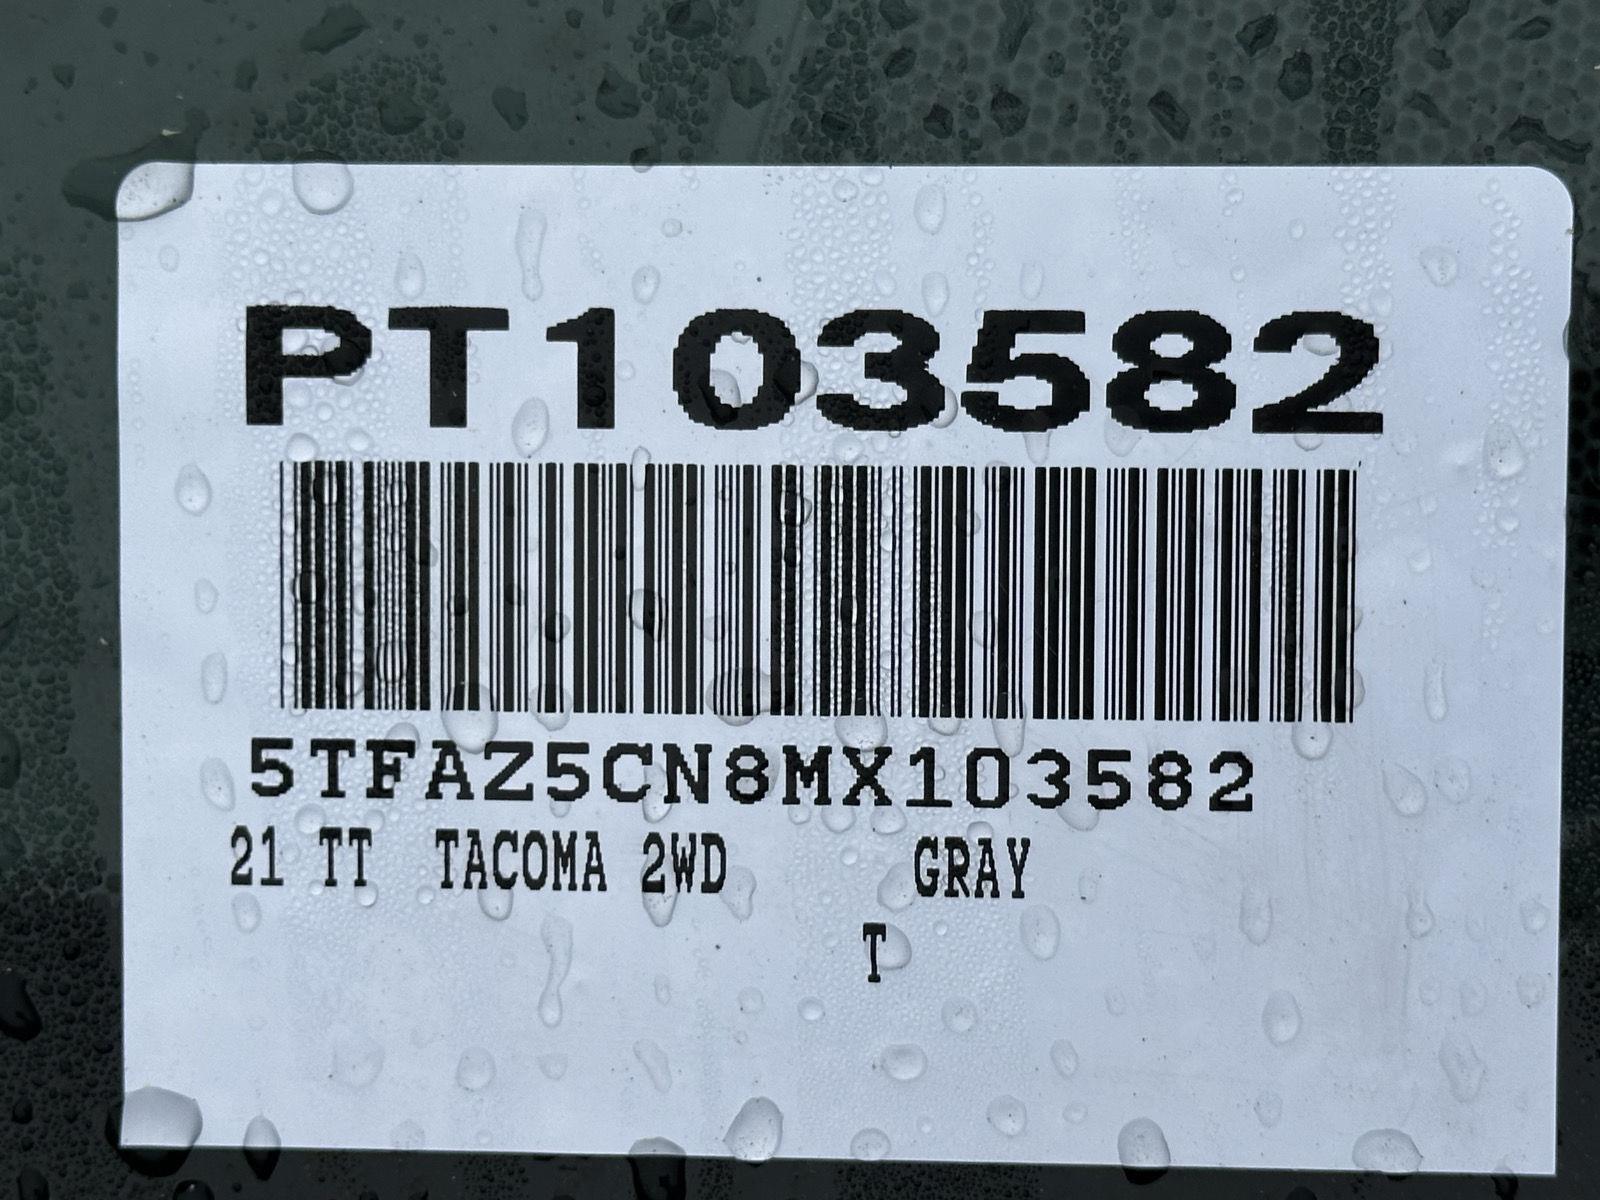 PT103582
5TFAZ5CN8MX103582
21 TT TACOMA 2WD GRAY
T